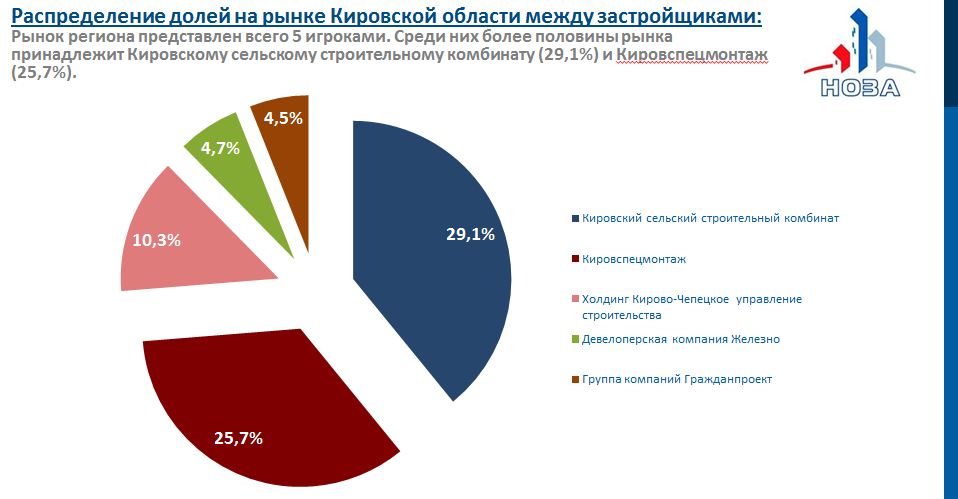 Распределение долей на рынке Кировской области между застройщиками:
Рынок региона представлен всего 5 игроками. Среди них более половины рынка
принадлежит Кировскому сельскому строительному комбинату (29,1%) и Кировспецмонтаж
(25,7%).
НОЗА
4,5%
4,7%
29,1%
10,3%
25,7%
Кировский сельский строительный комбинат
Кировспецмонтаж
Холдинг Кирово-Чепецкое управление
строительства
Девелоперская компания Железно
Группа компаний Гражданпроект